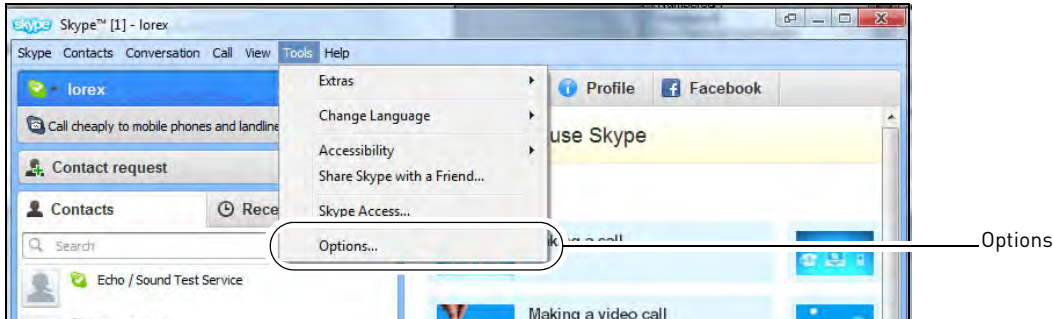 skype Skype™ [1] - lorex
Skype Contacts Conversation Call View Tools Help
lorex
Call cheaply to mobile phones and landline
Contact request
Contacts Rece
Search
Echo / Sound Test Service
Extras
Change Language
Accessibility
Share Skype with a Friend...
Skype Access...
Options...
Profile Facebook
use Skype
a call
Making a video call
Options